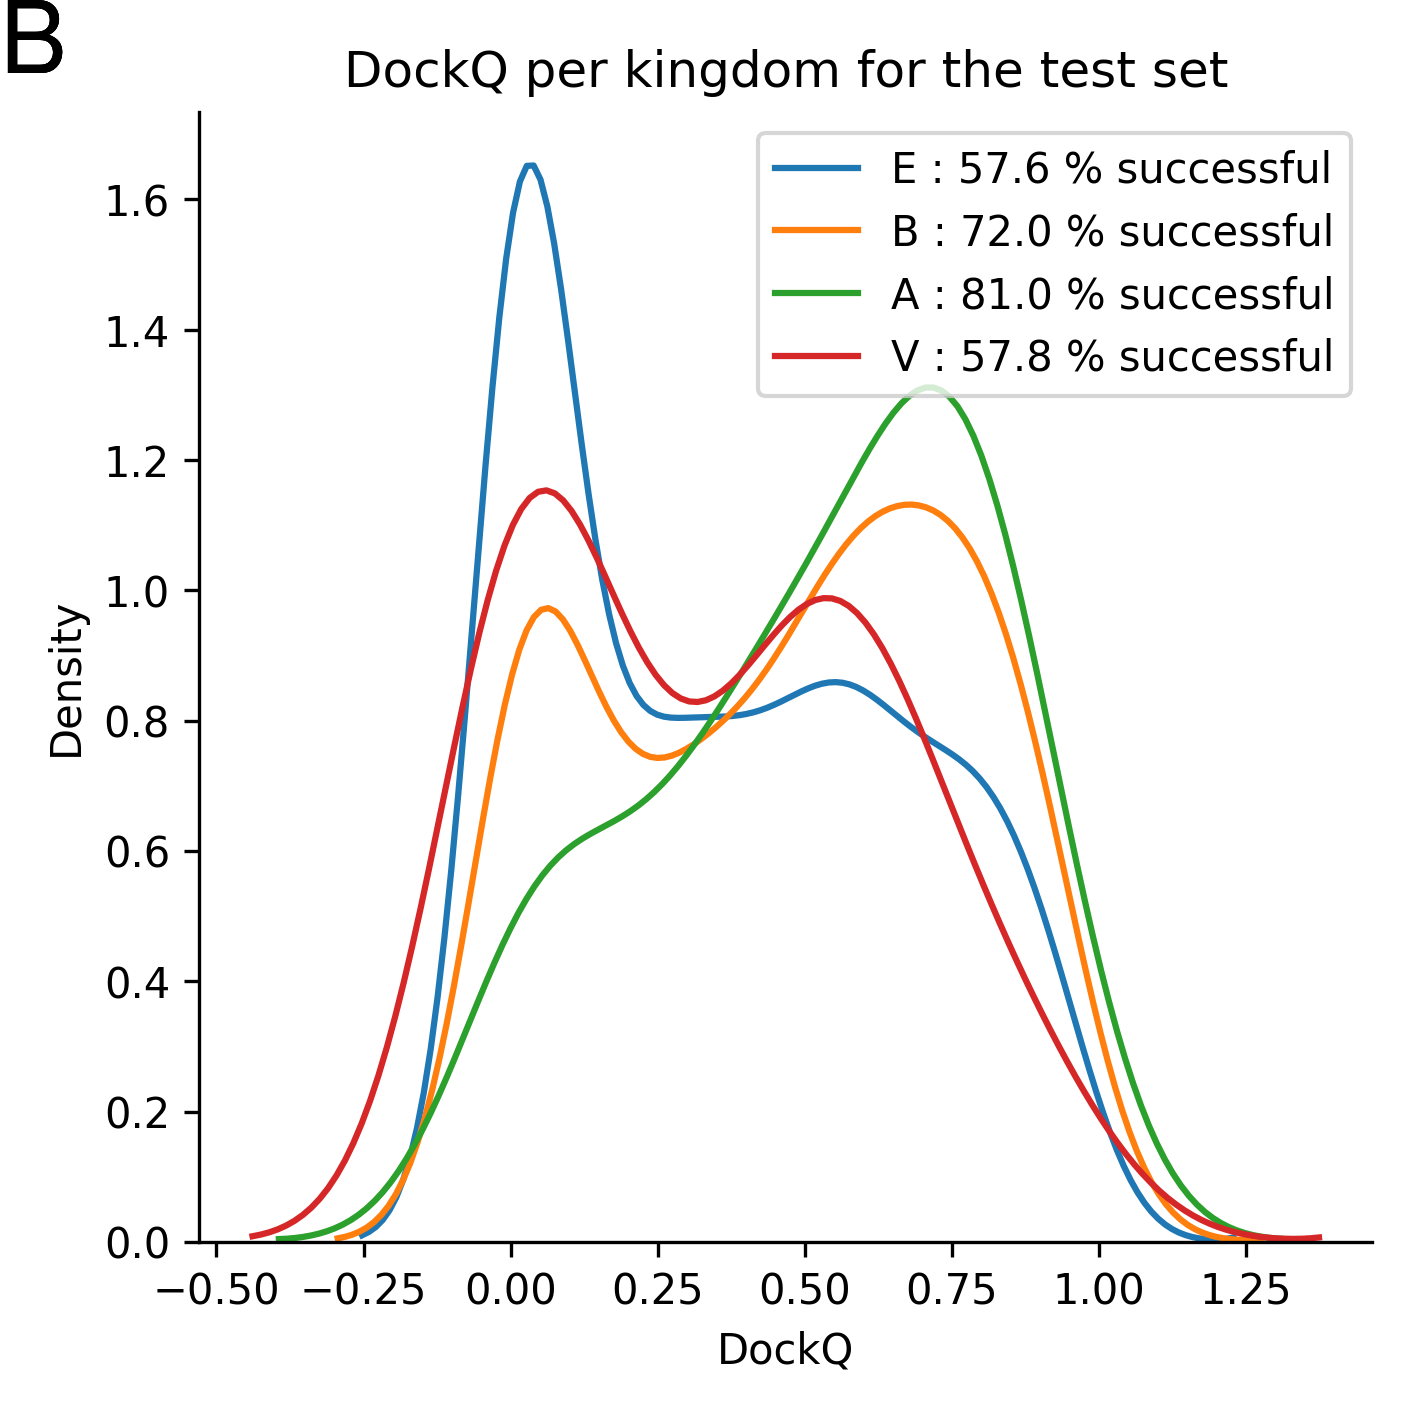 B
DockQ per kingdom for the test set
E : 57.6 % successful
B : 72.0 % successful
A : 81.0 % successful
V : 57.8 % successful
1.6
1.4
1.2
1.0
0.8
0.6
0.4
0.2
0.0
Density
−0.50 −0.25 0.00 0.25 0.50 0.75 1.00 1.25
DockQ